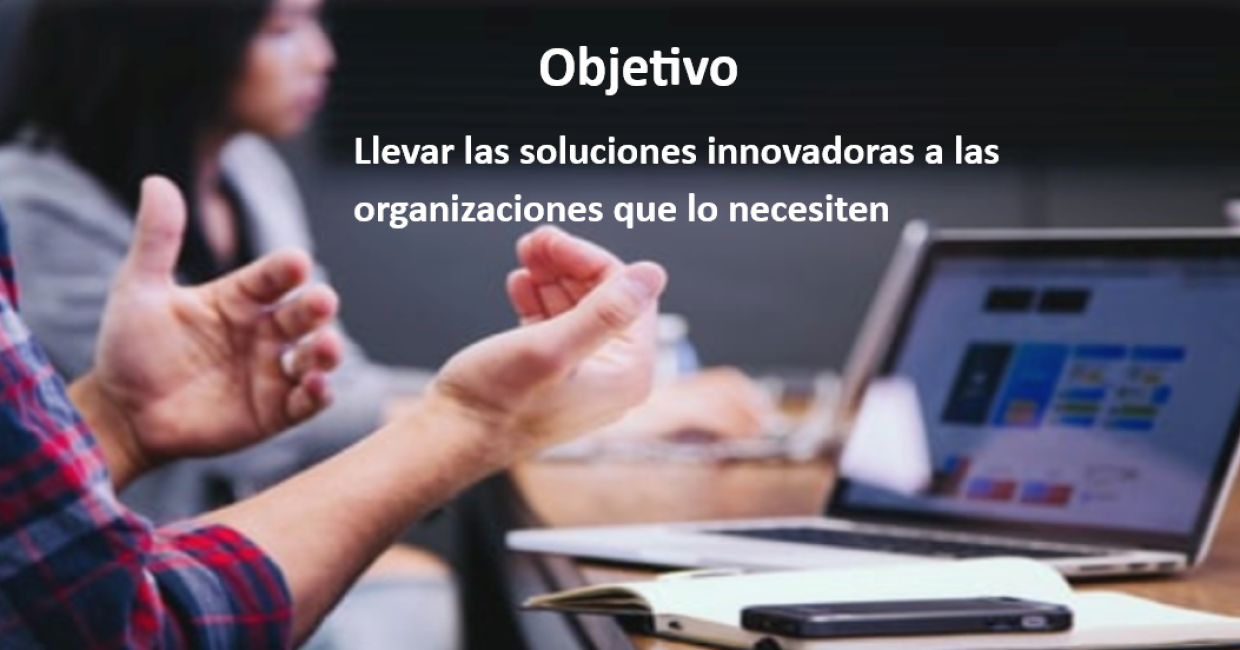 Objetivo
Llevar las soluciones innovadoras a las
organizaciones que lo necesiten